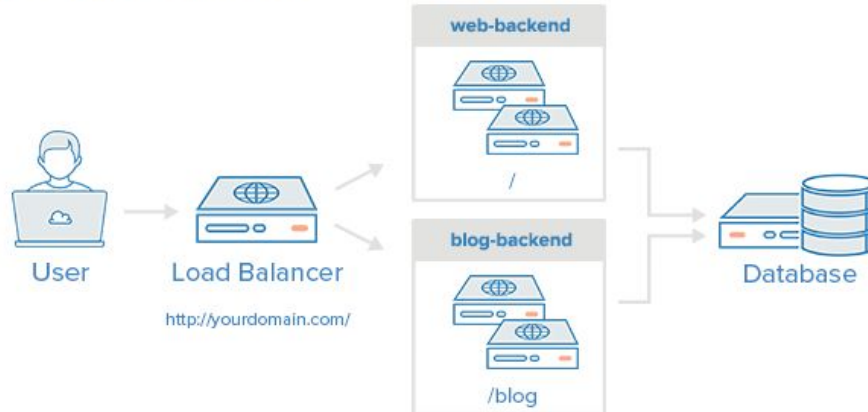 web-backend
/
User
Load Balancer
http://yourdomain.com/
blog-backend
/blog
Database